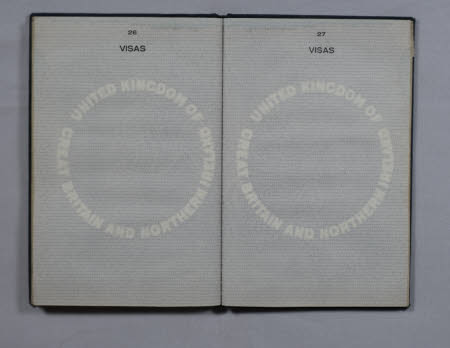 26
VISAS
UNITED KINGDOM OF GREAT BRITAIN AND NORTHERN IRELAND
27
VISAS
UNITED KINGDOM OF GREAT BRITAIN AND NORTHERN IRELAND